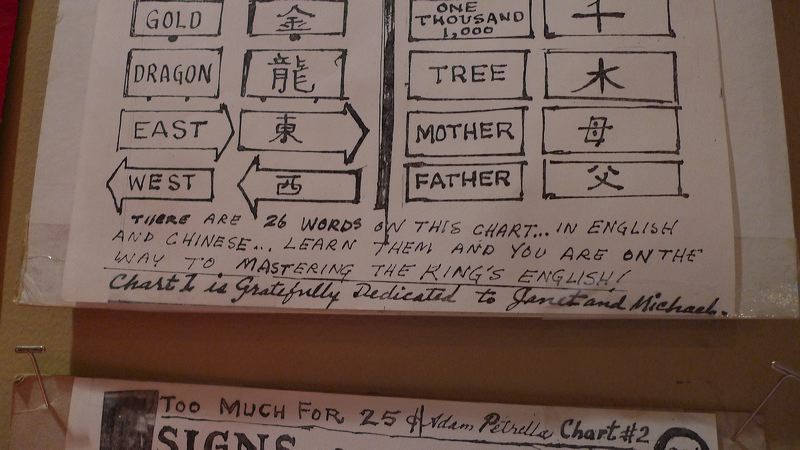 GOLD 金
DRAGON 龍
EAST 東
WEST 西
ONE
THOUSAND
1,000 千
TREE 木
MOTHER 母
FATHER 父
THERE ARE 26 WORDS ON THIS CHART... IN ENGLISH
AND CHINESE... LEARN THEM AND YOU ARE ON THE
WAY TO MASTERING THE KING'S ENGLISH!
Chart 1 is Gratefully Dedicated to Janet and Michael.
TOO MUCH FOR 25¢ Adam Petrella Chart #2
SIGNS